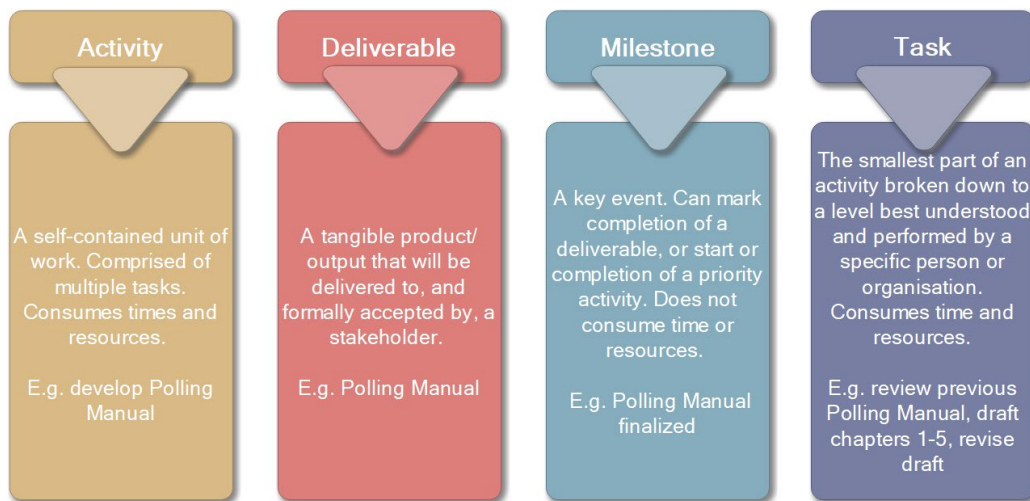 Activity
A self-contained unit of
work. Comprised of
multiple tasks.
Consumes times and
resources.
E.g. develop Polling
Manual
Deliverable
A tangible product/
output that will be
delivered to, and
formally accepted by, a
stakeholder.
E.g. Polling Manual
Milestone
A key event. Can mark
completion of a
deliverable, or start or
completion of a priority
activity. Does not
consume time or
resources.
E.g. Polling Manual
finalized
Task
The smallest part of an
activity broken down to
a level best understood
and performed by a
specific person or
organisation.
Consumes time and
resources.
E.g. review previous
Polling Manual, draft
chapters 1-5, revise
draft